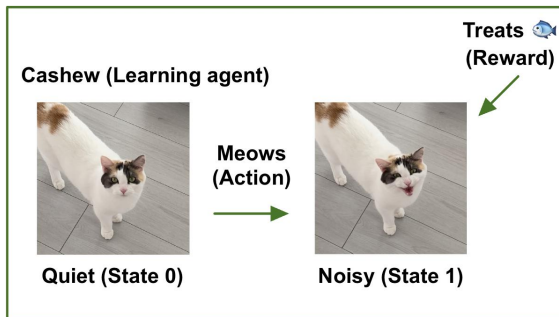 Treats 🐟
(Reward)
Cashew (Learning agent)
Meows
(Action)
Quiet (State 0)
Noisy (State 1)